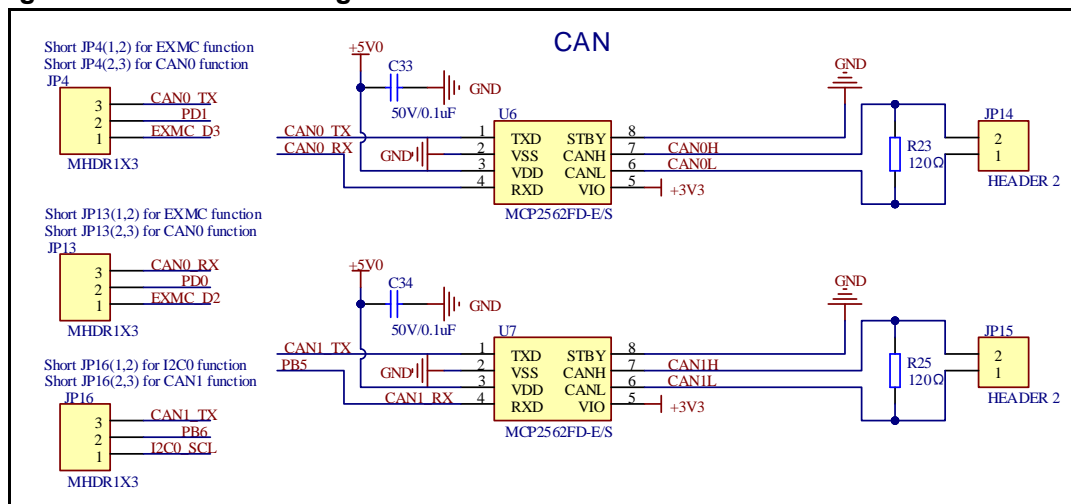 CAN
Short JP4(1,2) for EXMC function
Short JP4(2,3) for CAN0 function
JP4
3 CAN0_TX
2 PD1
1 EXMC_D3
MHDR1X3
+5V0
C33
GND
50V/0.1uF
U6
CAN0_TX 1 TXD STBY 8
CAN0_RX GND 2 VSS CANH 7 CAN0H
3 VDD CANL 6 CAN0L
4 RXD VIO 5 +3V3
MCP2562FD-E/S
GND
R23
120Ω
JP14
2
1
HEADER 2
Short JP13(1,2) for EXMC function
Short JP13(2,3) for CAN0 function
JP13
3 CAN0_RX
2 PD0
1 EXMC_D2
MHDR1X3
+5V0
C34
GND
50V/0.1uF
U7
CAN1_TX 1 TXD STBY 8
PB5 GND 2 VSS CANH 7 CAN1H
3 VDD CANL 6 CAN1L
CAN1_RX 4 RXD VIO 5 +3V3
MCP2562FD-E/S
GND
R25
120Ω
JP15
2
1
HEADER 2
Short JP16(1,2) for I2C0 function
Short JP16(2,3) for CAN1 function
JP16
3 CAN1_TX
2 PB6
1 I2C0_SCL
MHDR1X3